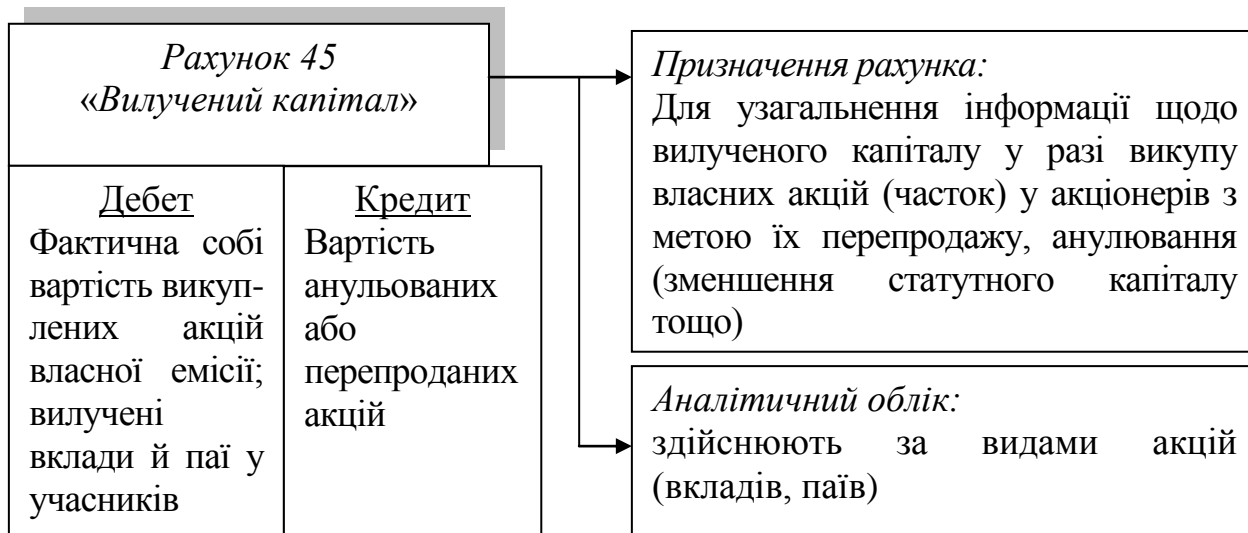 Рахунок 45
«Вилучений капітал»
Дебет
Фактична собі
вартість викуп-
лених акцій
власної емісії;
вилучені
вклади й паї у
учасників
Кредит
Вартість
анульованих
або
перепроданих
акцій
Призначення рахунка:
Для узагальнення інформації щодо
вилученого капіталу у разі викупу
власних акцій (часток) у акціонерів з
метою їх перепродажу, анулювання
(зменшення статутного капіталу
тощо)
Аналітичний облік:
здійснюють за видами акцій
(вкладів, паїв)